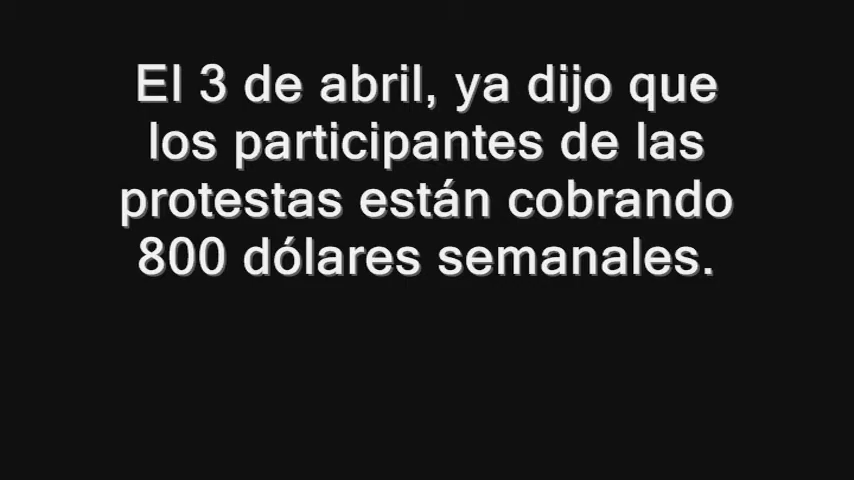 El 3 de abril, ya dijo que
los participantes de las
protestas están cobrando
800 dólares semanales.